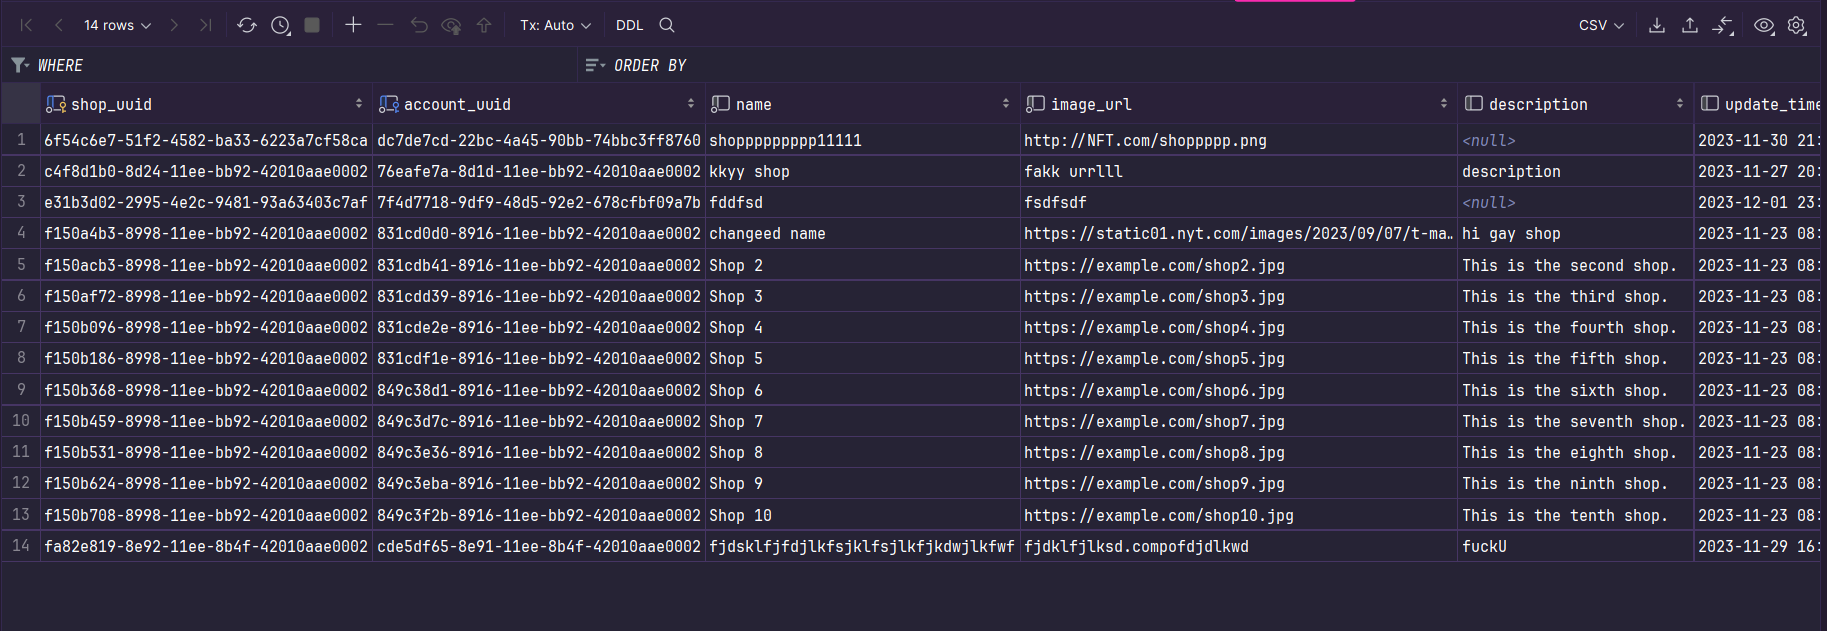 14 rows Tx: Auto DDL CSV
WHERE ORDER BY
shop_uuid account_uuid name image_url description update_time
1 6f54c6e7-51f2-4582-ba33-6223a7cf58ca dc7de7cd-22bc-4a45-90bb-74bbc3ff8760 shopppppppppp11111 http://NFT.com/shoppppp.png <null> 2023-11-30 21:
2 c4f8d1b0-8d24-11ee-bb92-42010aae0002 76eafe7a-8d1d-11ee-bb92-42010aae0002 kkyy shop fakk urrlll description 2023-11-27 20:
3 e31b3d02-2995-4e2c-9481-93a63403c7af 7f4d7718-9df9-48d5-92e2-678cfbf09a7b fddfsd fsdfsdf <null> 2023-12-01 23:
4 f150a4b3-8998-11ee-bb92-42010aae0002 831cd0d0-8916-11ee-bb92-42010aae0002 changeed name https://static01.nyt.com/images/2023/09/07/t-ma… hi gay shop 2023-11-23 08:
5 f150acb3-8998-11ee-bb92-42010aae0002 831cdb41-8916-11ee-bb92-42010aae0002 Shop 2 https://example.com/shop2.jpg This is the second shop. 2023-11-23 08:
6 f150af72-8998-11ee-bb92-42010aae0002 831cdd39-8916-11ee-bb92-42010aae0002 Shop 3 https://example.com/shop3.jpg This is the third shop. 2023-11-23 08:
7 f150b096-8998-11ee-bb92-42010aae0002 831cde2e-8916-11ee-bb92-42010aae0002 Shop 4 https://example.com/shop4.jpg This is the fourth shop. 2023-11-23 08:
8 f150b186-8998-11ee-bb92-42010aae0002 831cdf1e-8916-11ee-bb92-42010aae0002 Shop 5 https://example.com/shop5.jpg This is the fifth shop. 2023-11-23 08:
9 f150b368-8998-11ee-bb92-42010aae0002 849c38d1-8916-11ee-bb92-42010aae0002 Shop 6 https://example.com/shop6.jpg This is the sixth shop. 2023-11-23 08:
10 f150b459-8998-11ee-bb92-42010aae0002 849c3d7c-8916-11ee-bb92-42010aae0002 Shop 7 https://example.com/shop7.jpg This is the seventh shop. 2023-11-23 08:
11 f150b531-8998-11ee-bb92-42010aae0002 849c3e36-8916-11ee-bb92-42010aae0002 Shop 8 https://example.com/shop8.jpg This is the eighth shop. 2023-11-23 08:
12 f150b624-8998-11ee-bb92-42010aae0002 849c3eba-8916-11ee-bb92-42010aae0002 Shop 9 https://example.com/shop9.jpg This is the ninth shop. 2023-11-23 08:
13 f150b708-8998-11ee-bb92-42010aae0002 849c3f2b-8916-11ee-bb92-42010aae0002 Shop 10 https://example.com/shop10.jpg This is the tenth shop. 2023-11-23 08:
14 fa82e819-8e92-11ee-8b4f-42010aae0002 cde5df65-8e91-11ee-8b4f-42010aae0002 fjdsklfjfdjlkfsjklfsjlkfjkdwjlkfwf fjdklfjlksd.compofdjdlkwd fuckU 2023-11-29 16: